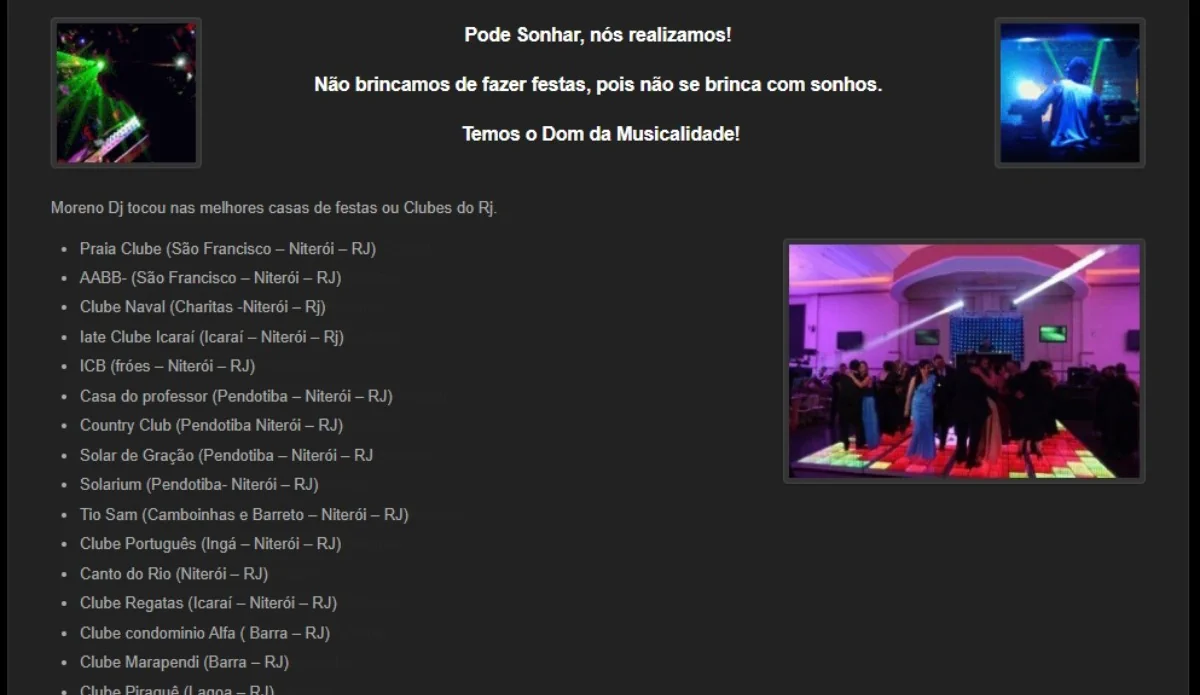 Pode Sonhar, nós realizamos!
Não brincamos de fazer festas, pois não se brinca com sonhos.
Temos o Dom da Musicalidade!
Moreno Dj tocou nas melhores casas de festas ou Clubes do Rj.
Praia Clube (São Francisco – Niterói – RJ)
AABB- (São Francisco – Niterói – RJ)
Clube Naval (Charitas -Niterói – Rj)
Iate Clube Icaraí (Icaraí – Niterói – Rj)
ICB (fróes – Niterói – RJ)
Casa do professor (Pendotiba – Niterói – RJ)
Country Club (Pendotiba Niterói – RJ)
Solar de Gração (Pendotiba – Niterói – RJ
Solarium (Pendotiba- Niterói – RJ)
Tio Sam (Camboinhas e Barreto – Niterói – RJ)
Clube Português (Ingá – Niterói – RJ)
Canto do Rio (Niterói – RJ)
Clube Regatas (Icaraí – Niterói – RJ)
Clube condominio Alfa ( Barra – RJ)
Clube Marapendi (Barra – RJ)
Clube Piraquê (Lagoa – RJ)